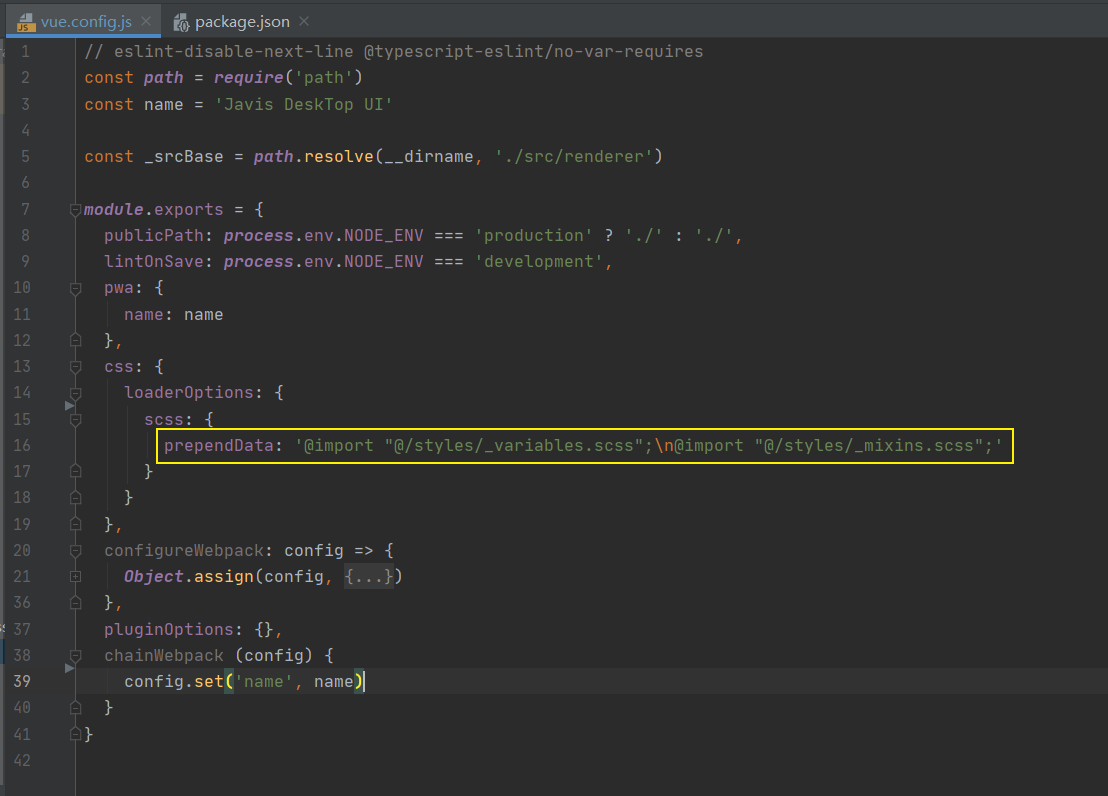 vue.config.js
package.json
1 // eslint-disable-next-line @typescript-eslint/no-var-requires
2 const path = require('path')
3 const name = 'Javis DeskTop UI'
4
5 const _srcBase = path.resolve(__dirname, './src/renderer')
6
7 module.exports = {
8 publicPath: process.env.NODE_ENV === 'production' ? './' : './',
9 lintOnSave: process.env.NODE_ENV === 'development',
10 pwa: {
11 name: name
12 },
13 css: {
14 loaderOptions: {
15 scss: {
16 prependData: '@import "@/styles/_variables.scss";\n@import "@/styles/_mixins.scss";'
17 }
18 }
19 },
20 configureWebpack: config => {
21 Object.assign(config, {...})
36 },
37 pluginOptions: {},
38 chainWebpack (config) {
39 config.set('name', name)
40 }
41 }
42